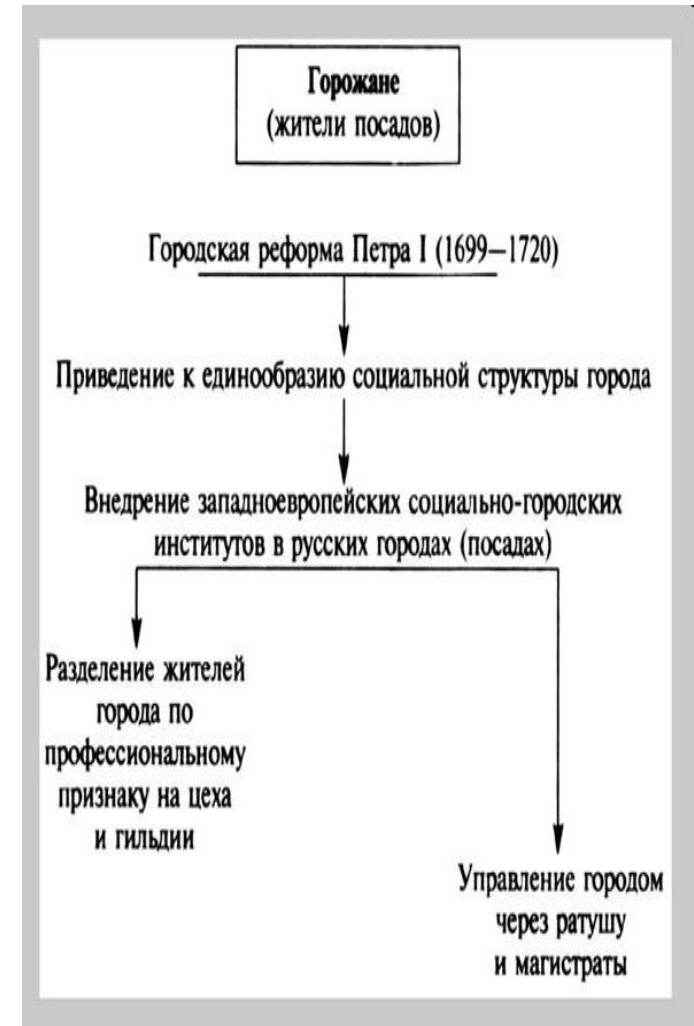 Горожане
(жители посадов)
Городская реформа Петра I (1699—1720)
Приведение к единообразию социальной структуры города
Внедрение западноевропейских социально-городских
институтов в русских городах (посадах)
Разделение жителей
города по
профессиональному
признаку на цеха
и гильдии
Управление городом
через ратушу
и магистраты